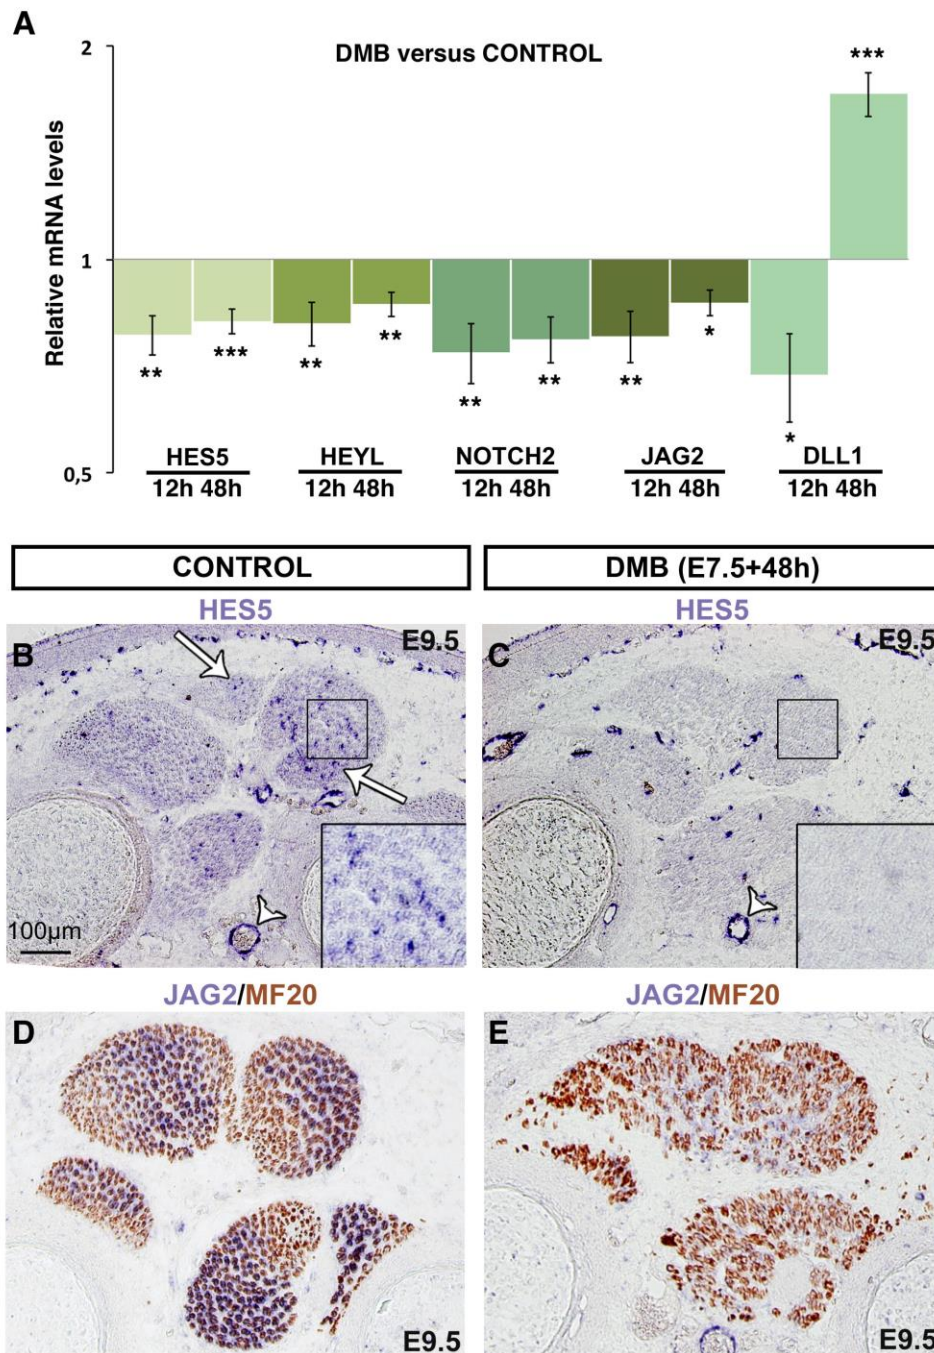 A
DMB versus CONTROL
Relative mRNA levels
2
1
0,5
***
** *** ** ** ** ** ** * *
HES5 HEYL NOTCH2 JAG2 DLL1
12h 48h 12h 48h 12h 48h 12h 48h 12h 48h
CONTROL DMB (E7.5+48h)
HES5 HES5
B E9.5 C E9.5
100µm
JAG2/MF20 JAG2/MF20
D E
E9.5 E9.5